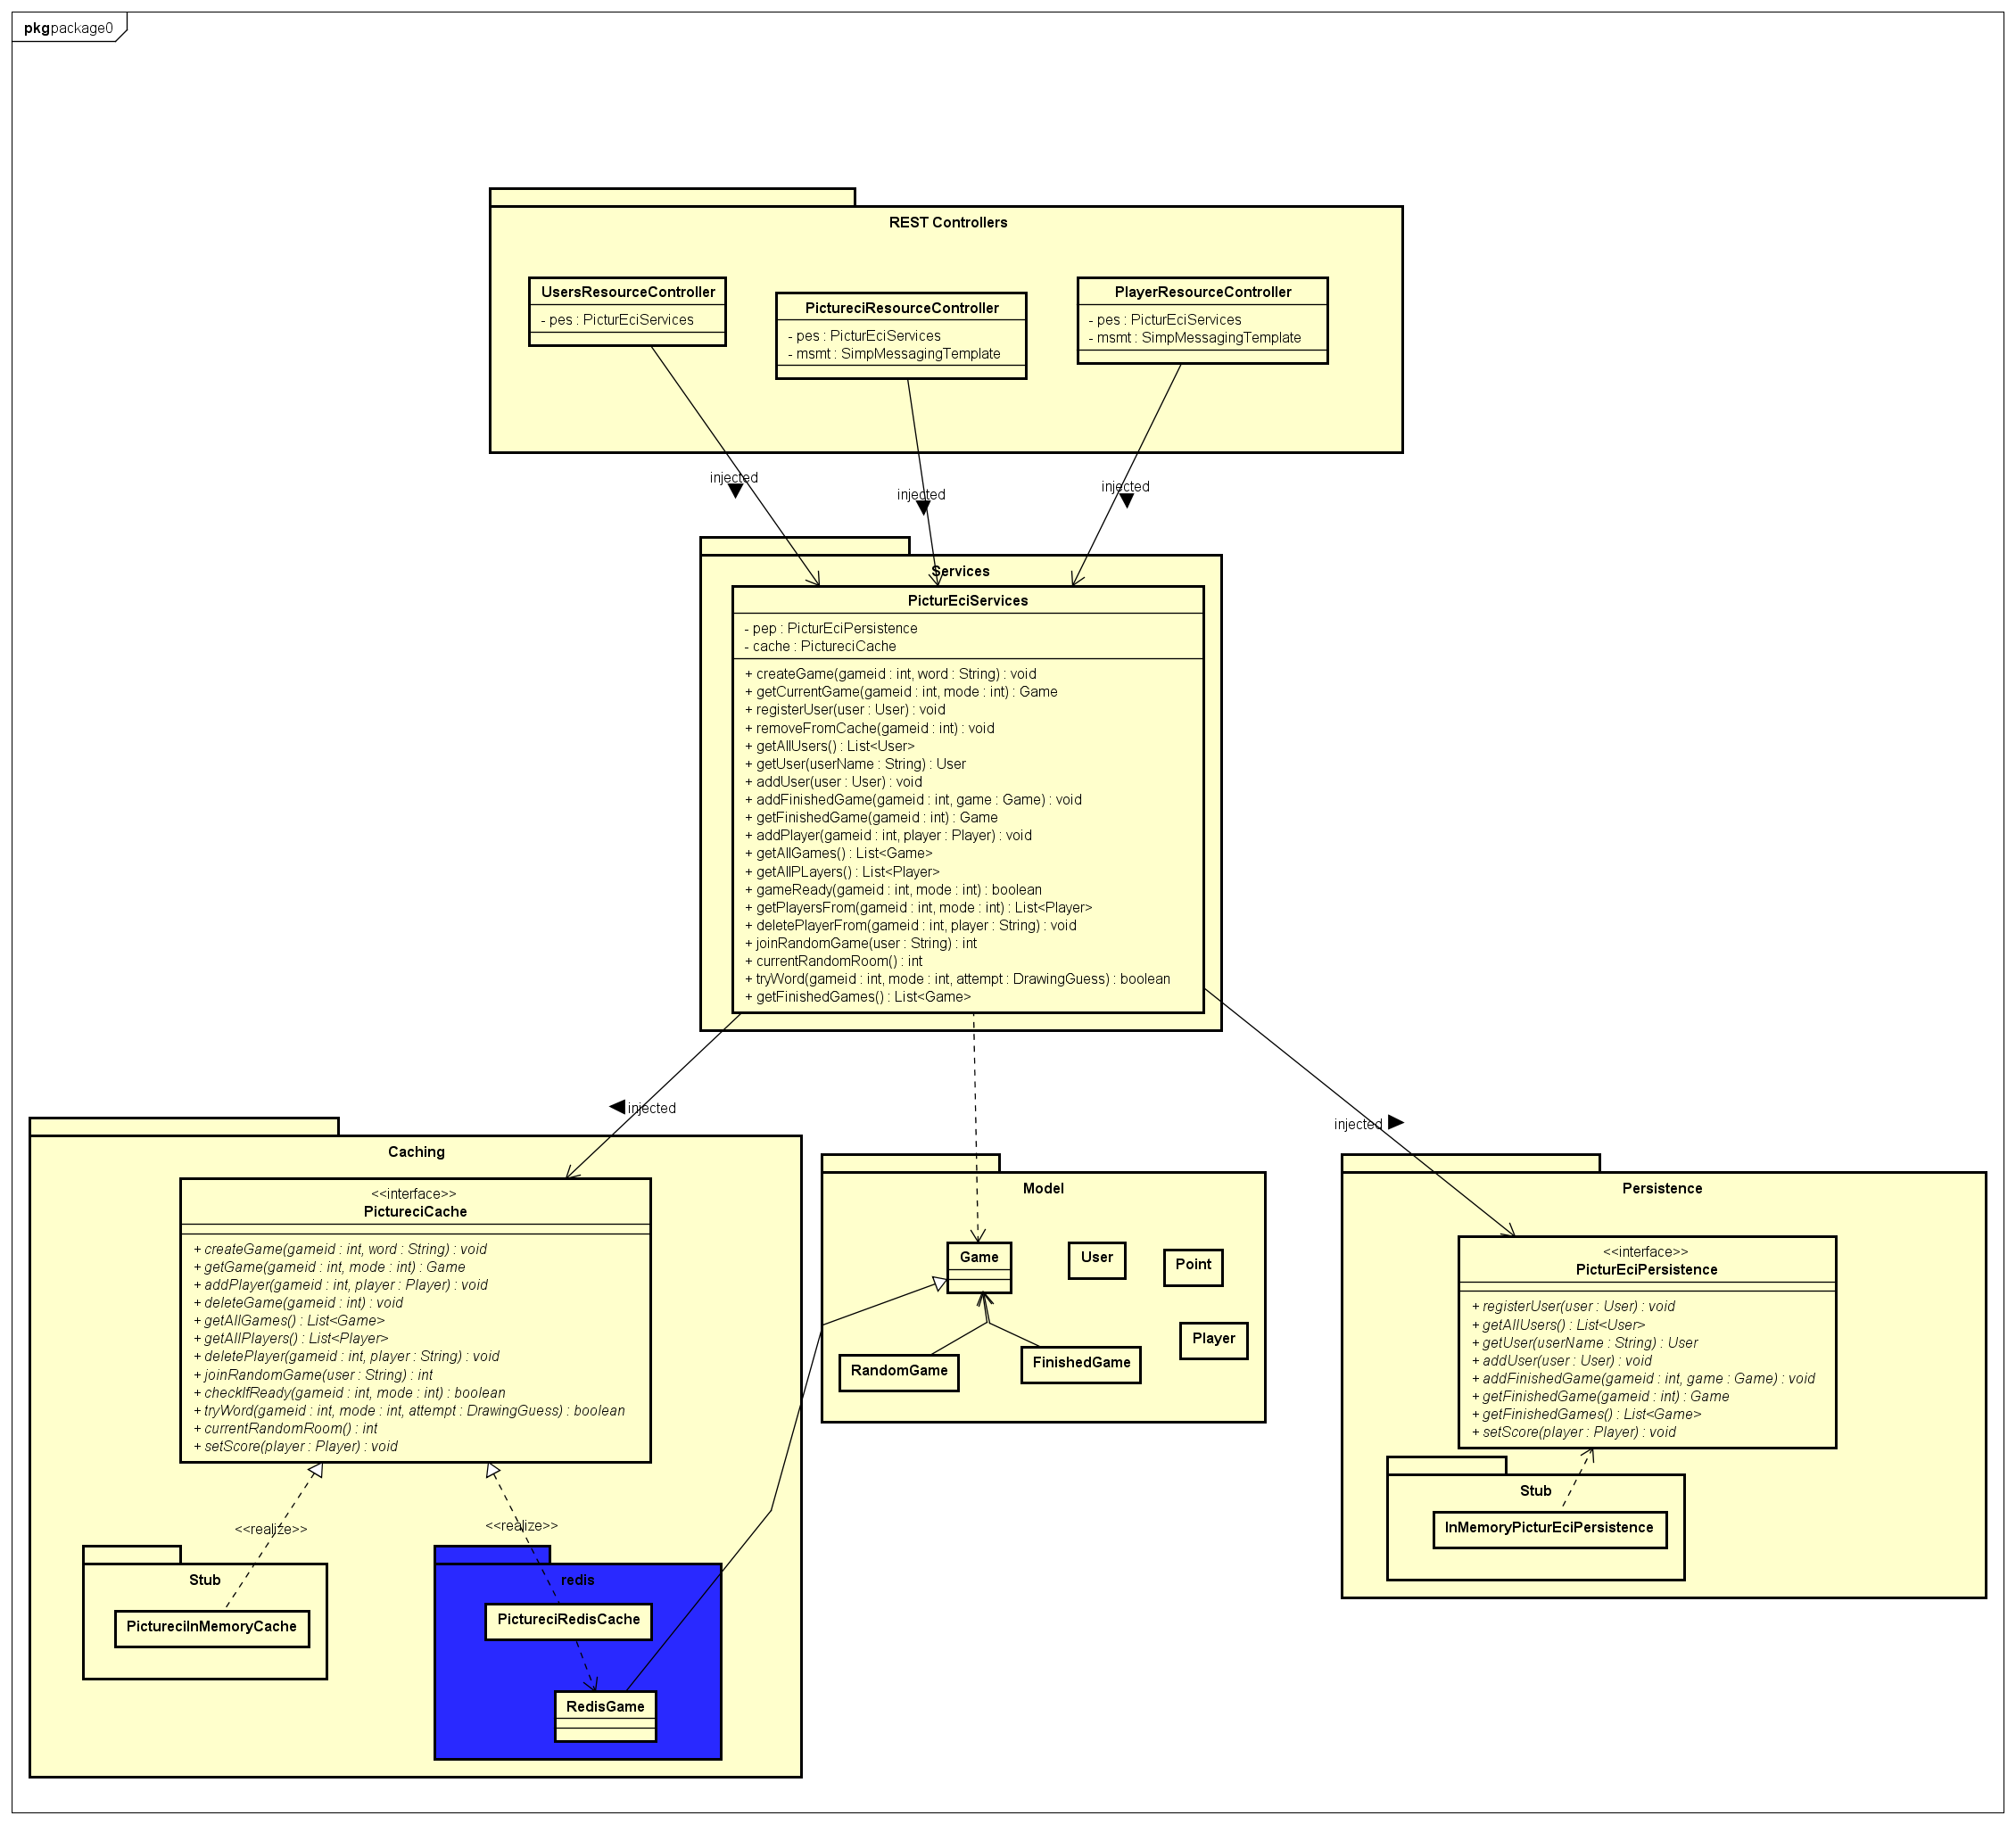 pkg package0
REST Controllers
UsersResourceController
- pes : PicturEciServices
PictureciResourceController
- pes : PicturEciServices
- msmt : SimpMessagingTemplate
PlayerResourceController
- pes : PicturEciServices
- msmt : SimpMessagingTemplate
injected
injected
injected
Services
PicturEciServices
- pep : PicturEciPersistence
- cache : PictureciCache
+ createGame(gameid : int, word : String) : void
+ getCurrentGame(gameid : int, mode : int) : Game
+ registerUser(user : User) : void
+ removeFromCache(gameid : int) : void
+ getAllUsers() : List<User>
+ getUser(userName : String) : User
+ addUser(user : User) : void
+ addFinishedGame(gameid : int, game : Game) : void
+ getFinishedGame(gameid : int) : Game
+ addPlayer(gameid : int, player : Player) : void
+ getAllGames() : List<Game>
+ getAllPLayers() : List<Player>
+ gameReady(gameid : int, mode : int) : boolean
+ getPlayersFrom(gameid : int, mode : int) : List<Player>
+ deletePlayerFrom(gameid : int, player : String) : void
+ joinRandomGame(user : String) : int
+ currentRandomRoom() : int
+ tryWord(gameid : int, mode : int, attempt : DrawingGuess) : boolean
+ getFinishedGames() : List<Game>
injected
injected
Caching
<<interface>>
PictureciCache
+ createGame(gameid : int, word : String) : void
+ getGame(gameid : int, mode : int) : Game
+ addPlayer(gameid : int, player : Player) : void
+ deleteGame(gameid : int) : void
+ getAllGames() : List<Game>
+ getAllPlayers() : List<Player>
+ deletePlayer(gameid : int, player : String) : void
+ joinRandomGame(user : String) : int
+ checkIfReady(gameid : int, mode : int) : boolean
+ tryWord(gameid : int, mode : int, attempt : DrawingGuess) : boolean
+ currentRandomRoom() : int
+ setScore(player : Player) : void
<<realize>>
<<realize>>
Stub
PictureciInMemoryCache
redis
PictureciRedisCache
RedisGame
Model
Game
User
Point
Player
RandomGame
FinishedGame
Persistence
<<interface>>
PicturEciPersistence
+ registerUser(user : User) : void
+ getAllUsers() : List<User>
+ getUser(userName : String) : User
+ addUser(user : User) : void
+ addFinishedGame(gameid : int, game : Game) : void
+ getFinishedGame(gameid : int) : Game
+ getFinishedGames() : List<Game>
+ setScore(player : Player) : void
Stub
InMemoryPicturEciPersistence